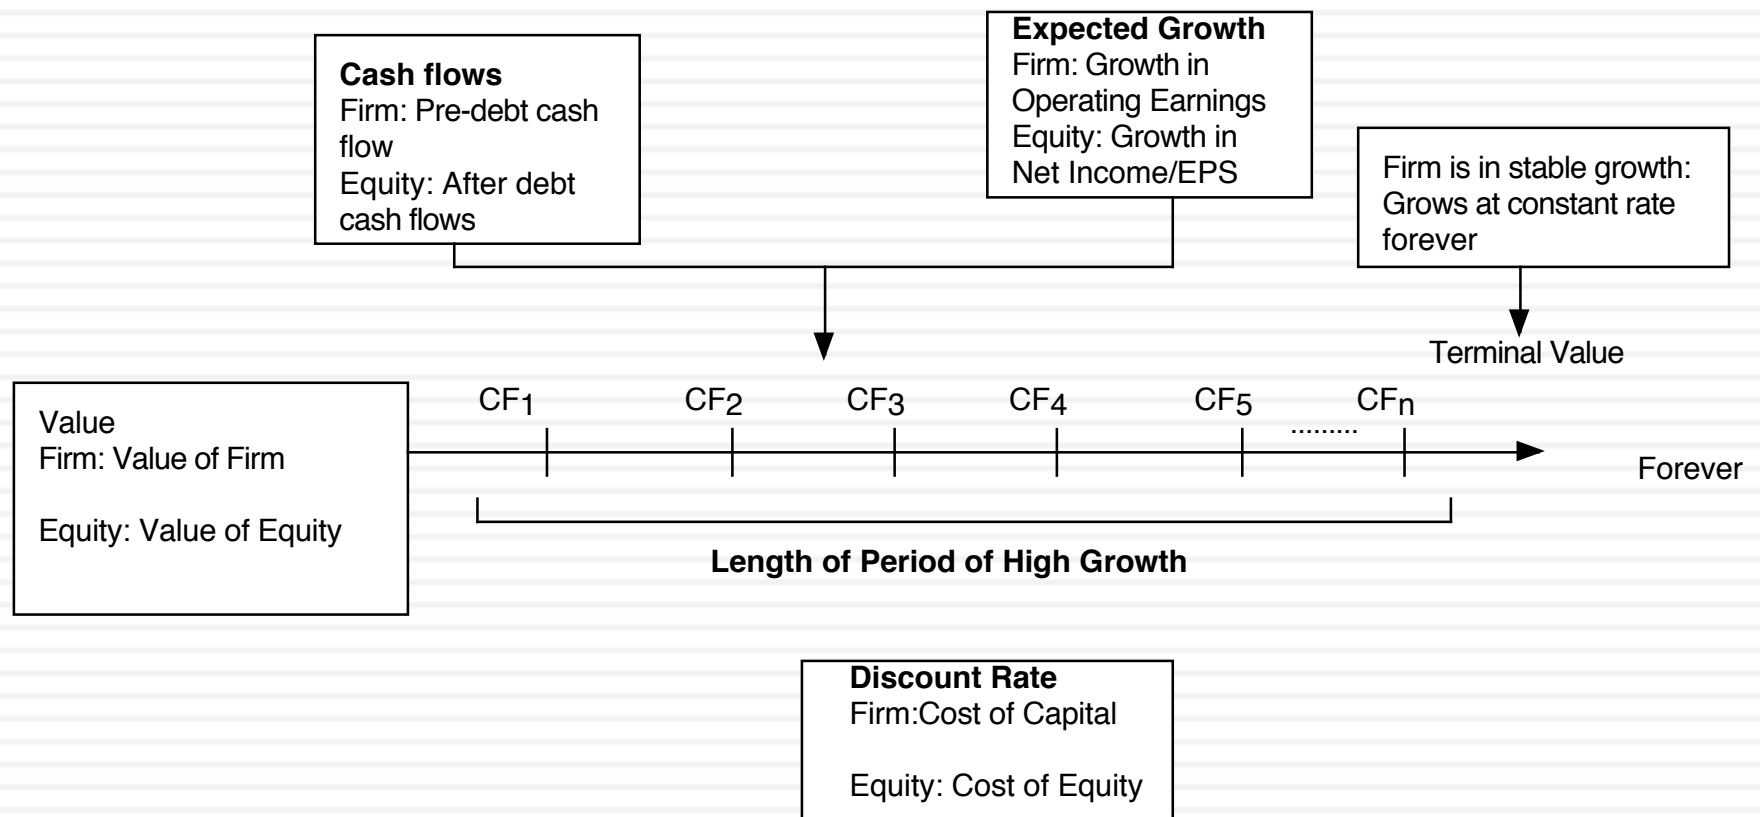 Cash flows
Firm: Pre-debt cash
flow
Equity: After debt
cash flows
Expected Growth
Firm: Growth in
Operating Earnings
Equity: Growth in
Net Income/EPS
Firm is in stable growth:
Grows at constant rate
forever
Terminal Value
CF1 CF2 CF3 CF4 CF5 ......... CFn
Forever
Value
Firm: Value of Firm
Equity: Value of Equity
Length of Period of High Growth
Discount Rate
Firm:Cost of Capital
Equity: Cost of Equity